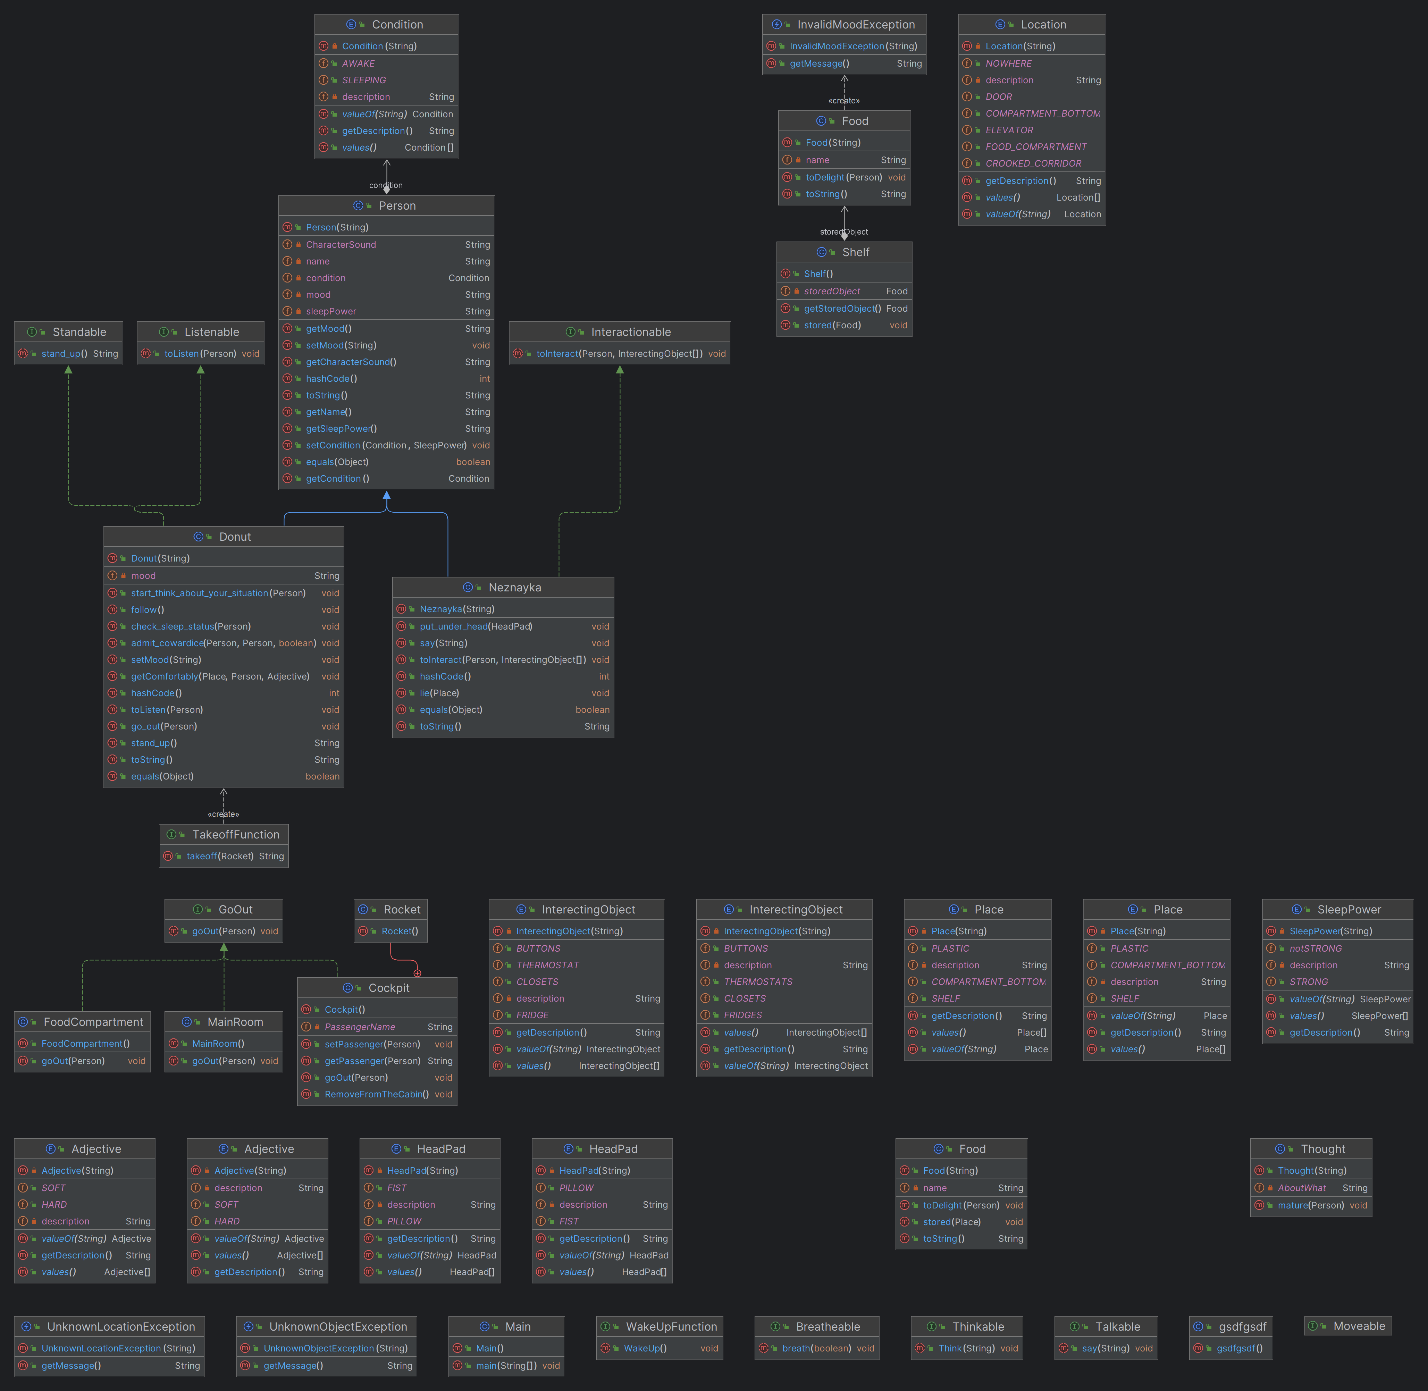 Condition
Condition (String)
AWAKE
SLEEPING
description String
valueOf(String) Condition
getDescription() String
values() Condition[]
InvalidMoodException
InvalidMoodException(String)
getMessage() String
«create»
Food
Food(String)
name String
toDelight(Person) void
toString() String
storedObject
Shelf
Shelf()
storedObject Food
getStoredObject() Food
stored(Food) void
Location
Location(String)
NOWHERE
description String
DOOR
COMPARTMENT_BOTTOM
ELEVATOR
FOOD_COMPARTMENT
CROOKED_CORRIDOR
getDescription() String
values() Location[]
valueOf(String) Location
condition
Person
Person(String)
CharacterSound String
name String
condition Condition
mood String
sleepPower String
getMood() String
setMood(String) void
getCharacterSound() String
hashCode() int
toString() String
getName() String
getSleepPower() String
setCondition(Condition, SleepPower) void
equals(Object) boolean
getCondition() Condition
Standable
stand_up() String
Listenable
toListen(Person) void
Interactionable
toInteract(Person, InterectingObject[]) void
Donut
Donut(String)
mood String
start_think_about_your_situation(Person) void
follow() void
check_sleep_status(Person) void
admit_cowardice(Person, Person, boolean) void
setMood(String) void
getComfortably(Place, Person, Adjective) void
hashCode() int
toListen(Person) void
go_out(Person) void
stand_up() String
toString() String
equals(Object) boolean
Neznayka
Neznayka(String)
put_under_head(HeadPad) void
say(String) void
toInteract(Person, InterectingObject[]) void
hashCode() int
lie(Place) void
equals(Object) boolean
toString() String
«create»
TakeoffFunction
takeoff(Rocket) String
GoOut
goOut(Person) void
Rocket
Rocket()
FoodCompartment
FoodCompartment()
goOut(Person) void
MainRoom
MainRoom()
goOut(Person) void
Cockpit
Cockpit()
PassengerName String
setPassenger(Person) void
getPassenger(Person) String
goOut(Person) void
RemoveFromTheCabin() void
InterectingObject
InterectingObject(String)
BUTTONS
THERMOSTAT
CLOSETS
description String
FRIDGE
getDescription() String
valueOf(String) InterectingObject
values() InterectingObject[]
InterectingObject
InterectingObject(String)
BUTTONS
description String
THERMOSTATS
CLOSETS
FRIDGES
values() InterectingObject[]
getDescription() String
valueOf(String) InterectingObject
Place
Place(String)
PLASTIC
description String
COMPARTMENT_BOTTOM
SHELF
getDescription() String
values() Place[]
valueOf(String) Place
Place
Place(String)
PLASTIC
COMPARTMENT_BOTTOM
description String
SHELF
valueOf(String) Place
getDescription() String
values() Place[]
SleepPower
SleepPower(String)
notSTRONG
description String
STRONG
valueOf(String) SleepPower
values() SleepPower[]
getDescription() String
Adjective
Adjective(String)
SOFT
HARD
description String
valueOf(String) Adjective
getDescription() String
values() Adjective[]
Adjective
Adjective(String)
description String
SOFT
HARD
valueOf(String) Adjective
values() Adjective[]
getDescription() String
HeadPad
HeadPad(String)
FIST
description String
PILLOW
getDescription() String
valueOf(String) HeadPad
values() HeadPad[]
HeadPad
HeadPad(String)
PILLOW
description String
FIST
getDescription() String
valueOf(String) HeadPad
values() HeadPad[]
Food
Food(String)
name String
toDelight(Person) void
stored(Place) void
toString() String
Thought
Thought(String)
AboutWhat String
mature(Person) void
UnknownLocationException
UnknownLocationException (String)
getMessage() String
UnknownObjectException
UnknownObjectException (String)
getMessage() String
Main
Main()
main(String[]) void
WakeUpFunction
WakeUp() void
Breatheable
breath(boolean) void
Thinkable
Think(String) void
Talkable
say(String) void
gsdfgsdf
gsdfgsdf()
Moveable